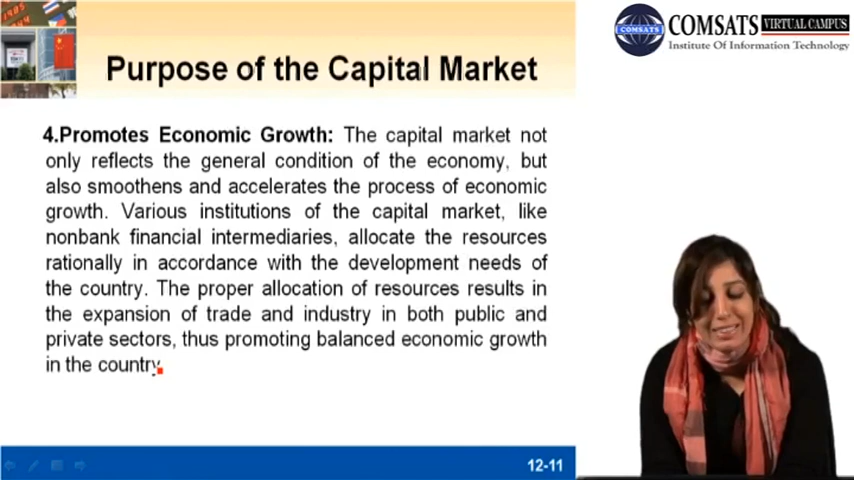 COMSATS VIRTUAL CAMPUS
COMSATS
Institute Of Information Technology
Purpose of the Capital Market
4.Promotes Economic Growth: The capital market not
only reflects the general condition of the economy, but
also smoothens and accelerates the process of economic
growth. Various institutions of the capital market, like
nonbank financial intermediaries, allocate the resources
rationally in accordance with the development needs of
the country. The proper allocation of resources results in
the expansion of trade and industry in both public and
private sectors, thus promoting balanced economic growth
in the country.
12-11